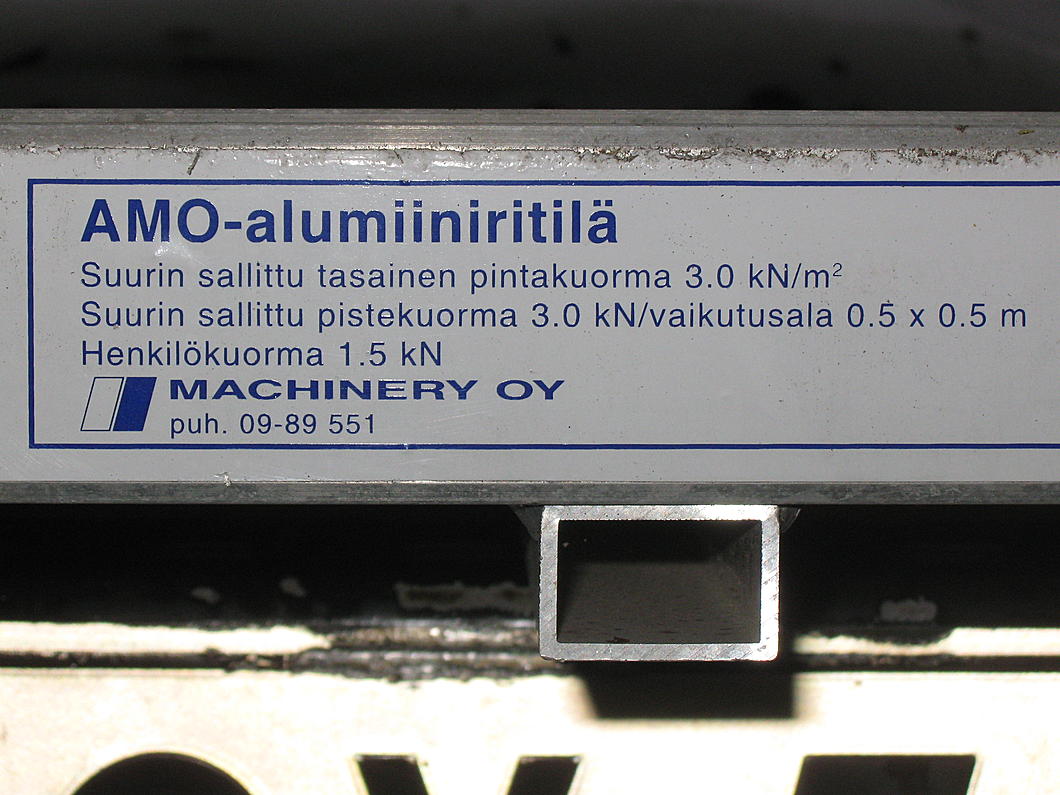 AMO-alumiiniritilä
Suurin sallittu tasainen pintakuorma 3.0 kN/m²
Suurin sallittu pistekuorma 3.0 kN/vaikutusala 0.5 x 0.5 m
Henkilökuorma 1.5 kN
MACHINERY OY
puh. 09-89 551